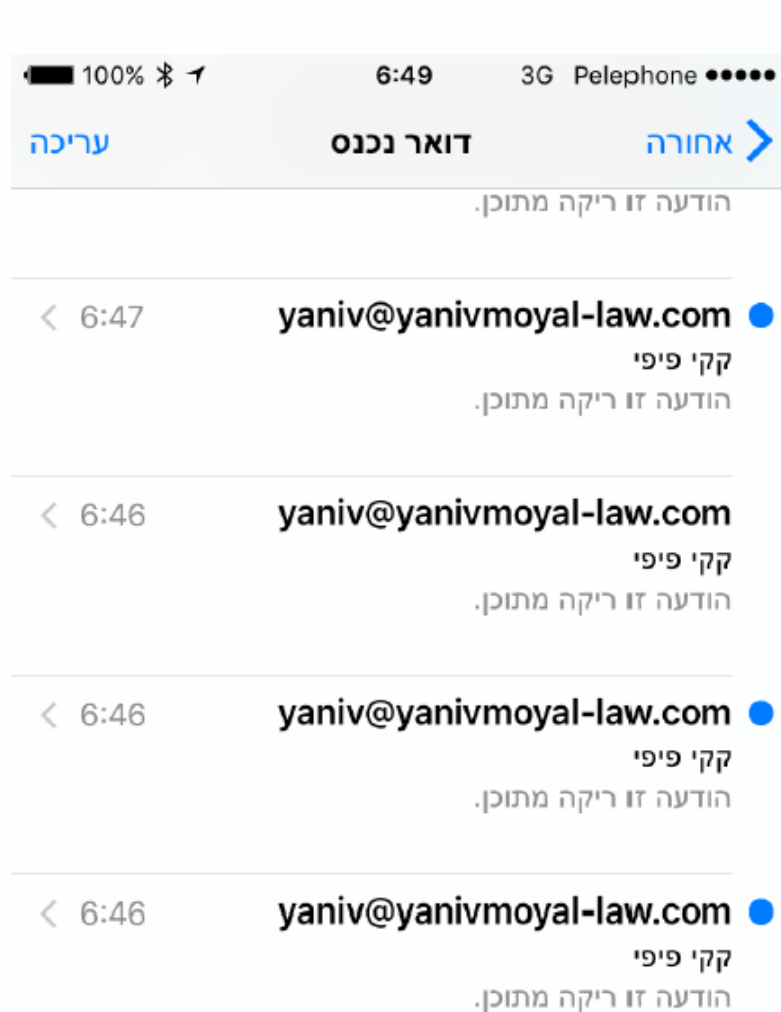 100% 6:49 3G Pelephone
אחורה דואר נכנס עריכה
הודעה זו ריקה מתוכן.
yaniv@yanivmoyal-law.com 6:47
קקי פיפי
הודעה זו ריקה מתוכן.
yaniv@yanivmoyal-law.com 6:46
קקי פיפי
הודעה זו ריקה מתוכן.
yaniv@yanivmoyal-law.com 6:46
קקי פיפי
הודעה זו ריקה מתוכן.
yaniv@yanivmoyal-law.com 6:46
קקי פיפי
הודעה זו ריקה מתוכן.